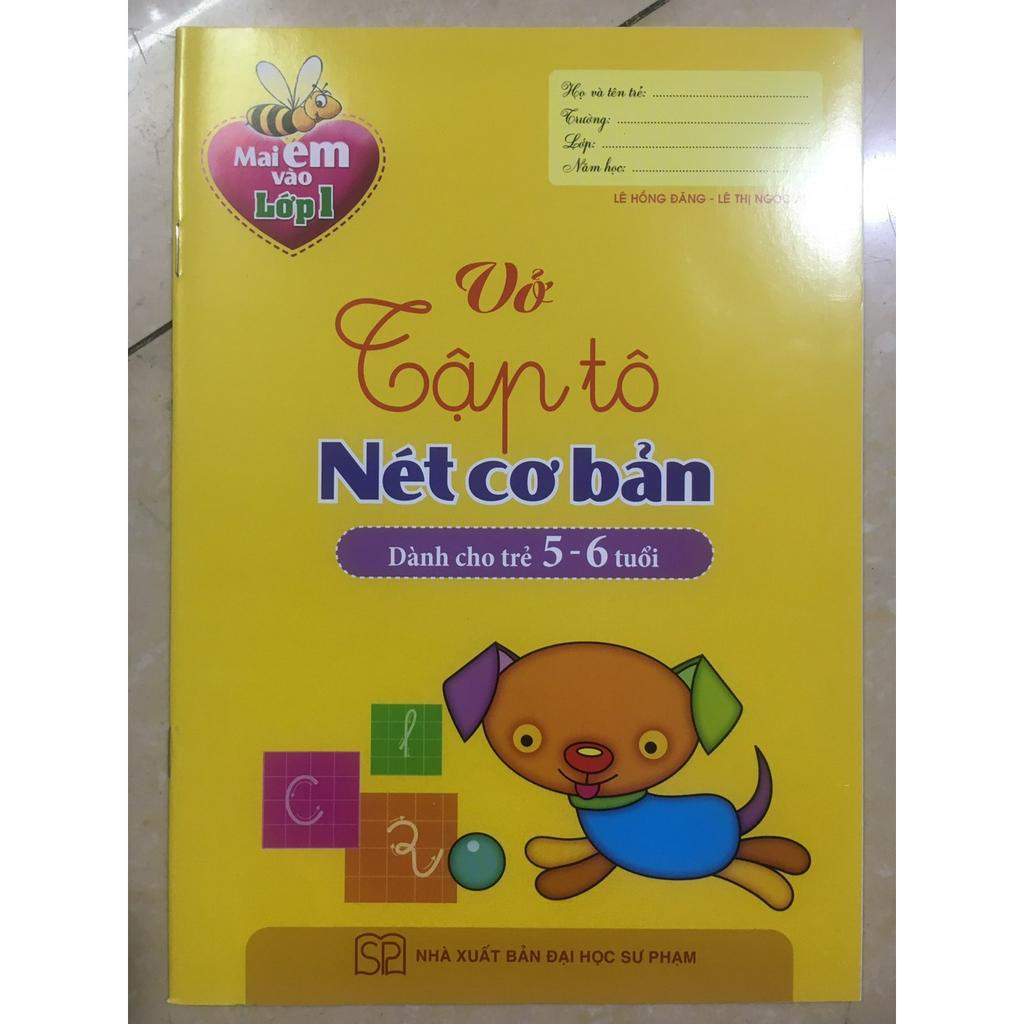 Mai em
vào
Lớp 1
Họ và tên trẻ:
Trường:
Lớp:
Năm học:
LÊ HỒNG ĐĂNG - LÊ THỊ NGỌC
Vở
Tập tô
Nét cơ bản
Dành cho trẻ 5 - 6 tuổi
SP NHÀ XUẤT BẢN ĐẠI HỌC SƯ PHẠM